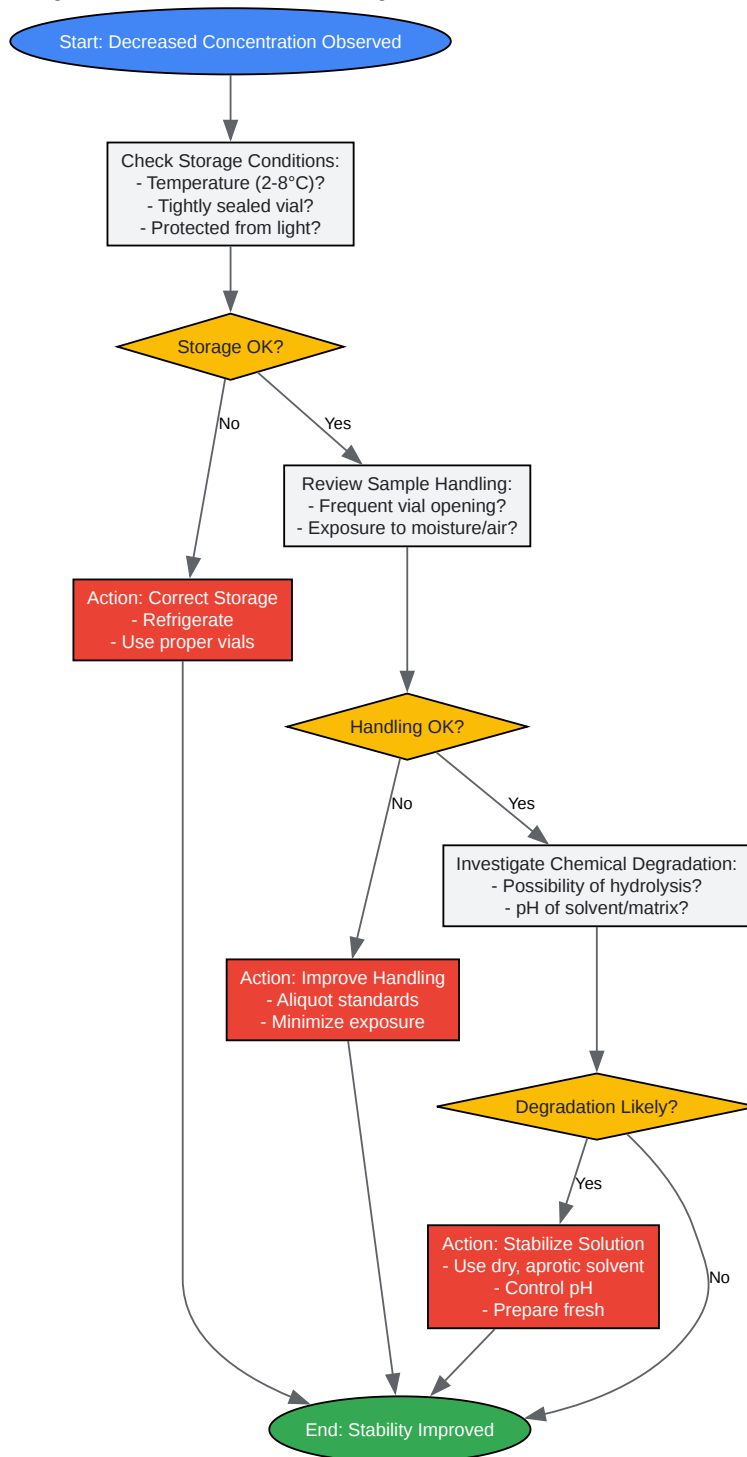 Start: Decreased Concentration Observed
Check Storage Conditions:
- Temperature (2-8°C)?
- Tightly sealed vial?
- Protected from light?
Storage OK?
No
Yes
Review Sample Handling:
- Frequent vial opening?
- Exposure to moisture/air?
Action: Correct Storage
- Refrigerate
- Use proper vials
Handling OK?
No
Yes
Investigate Chemical Degradation:
- Possibility of hydrolysis?
- pH of solvent/matrix?
Action: Improve Handling
- Aliquot standards
- Minimize exposure
Degradation Likely?
Yes
Action: Stabilize Solution
- Use dry, aprotic solvent
- Control pH
- Prepare fresh
No
End: Stability Improved